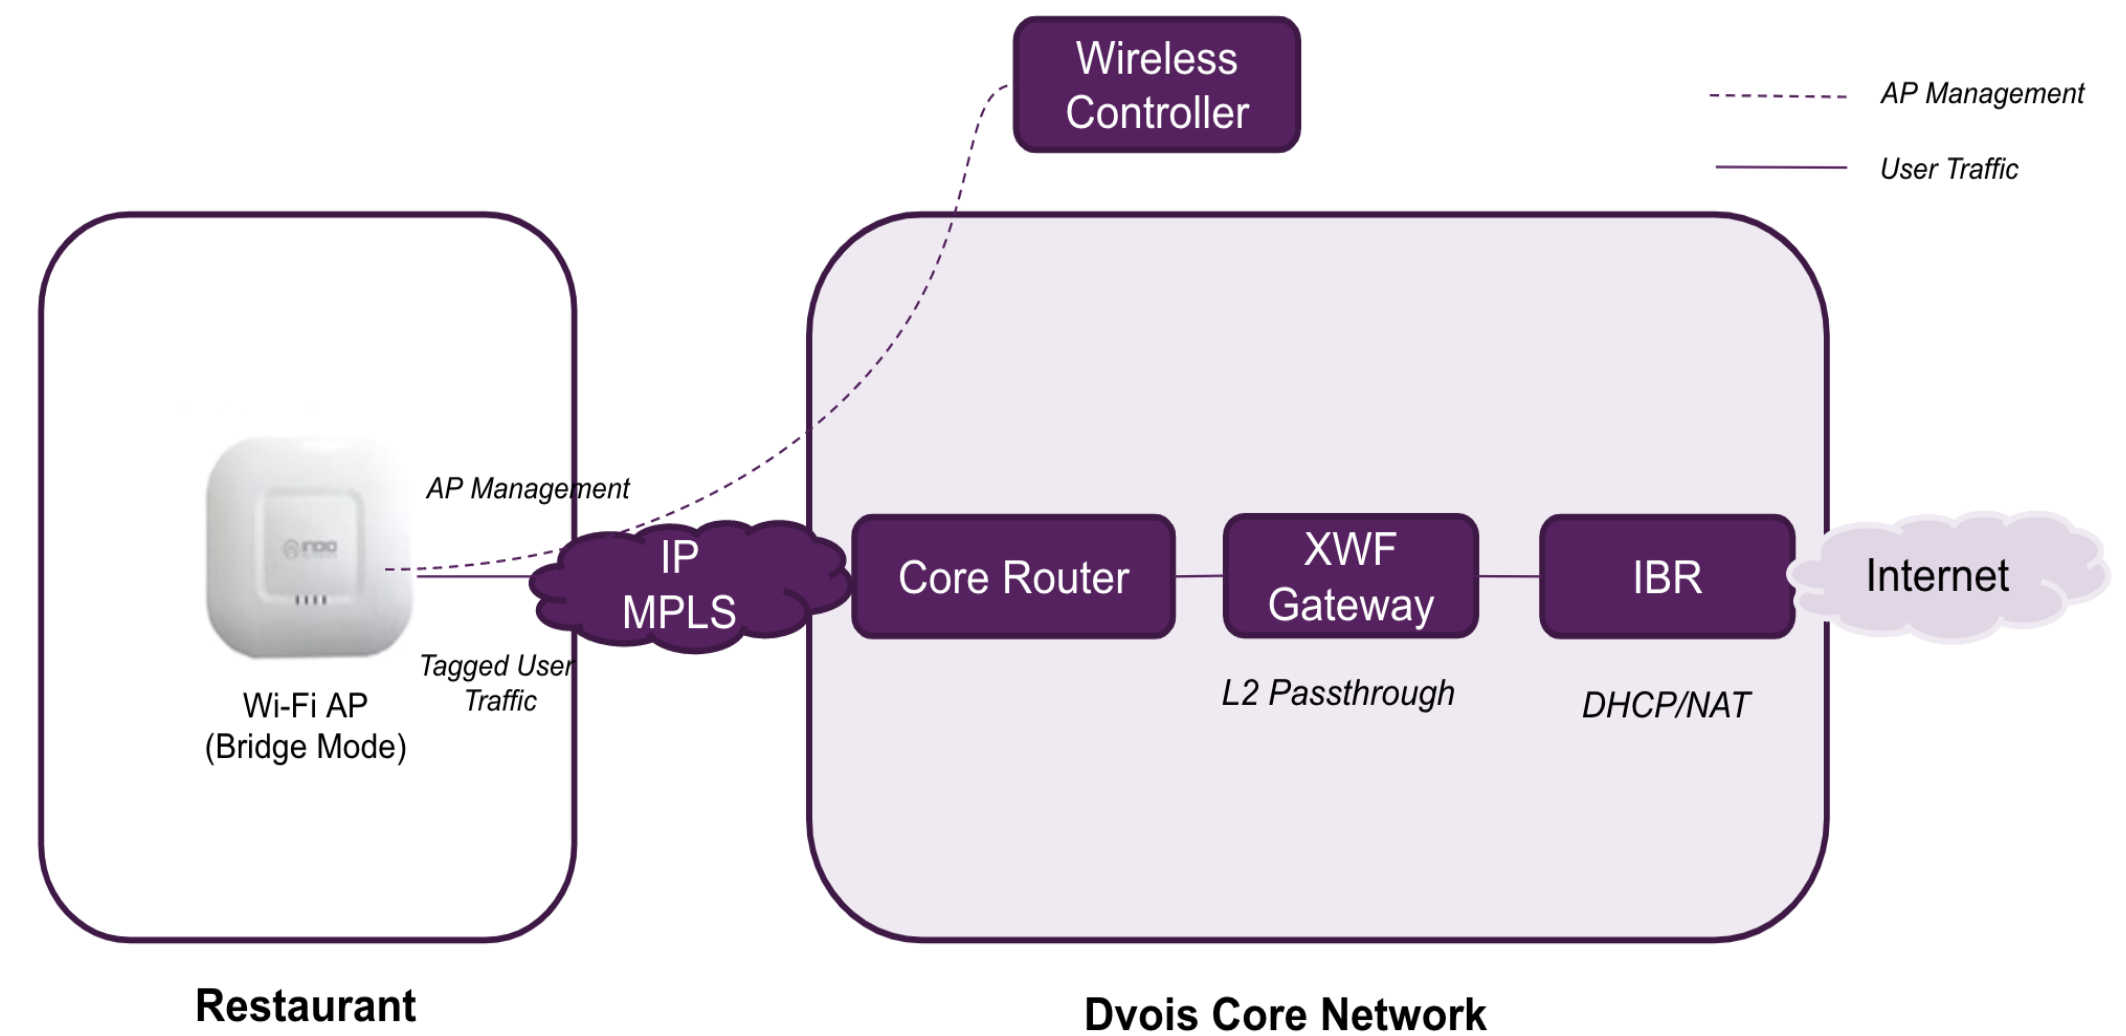 Wireless
Controller
AP Management
User Traffic
AP Management
IP
MPLS
Core Router
XWF
Gateway
IBR
Internet
Tagged User
Traffic
L2 Passthrough
DHCP/NAT
Wi-Fi AP
(Bridge Mode)
Restaurant
Dvois Core Network